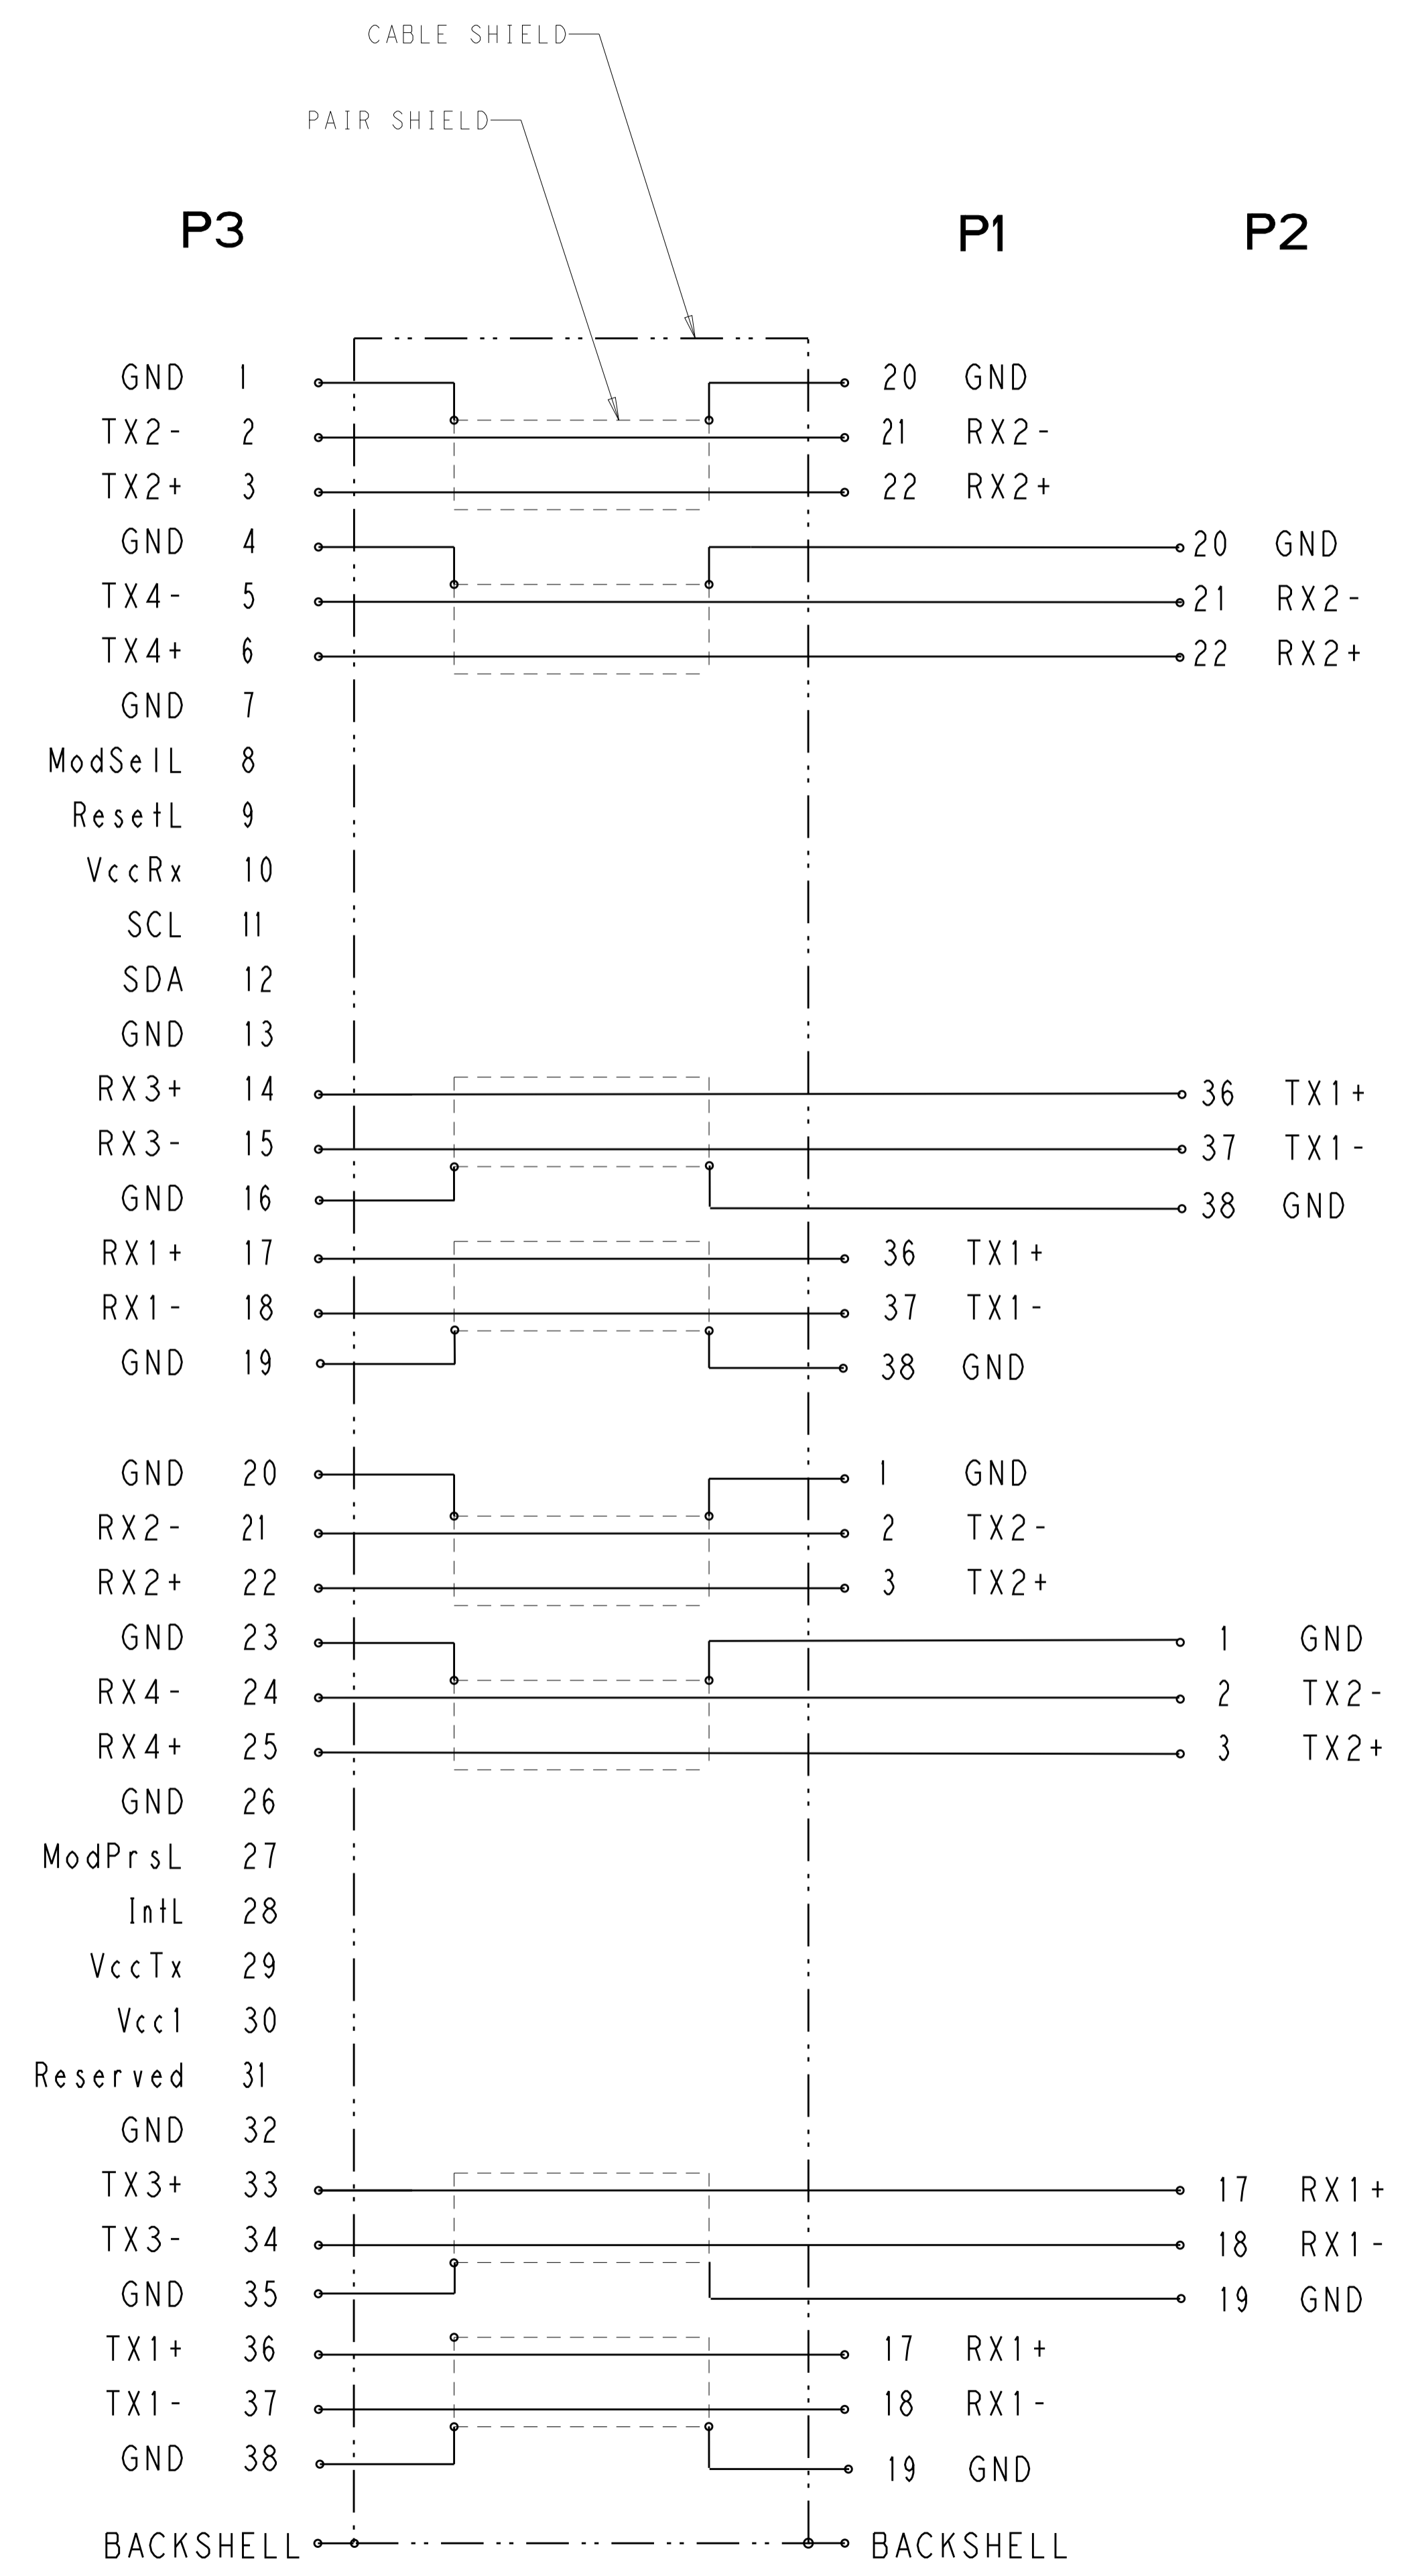 CABLE SHIELD
PAIR SHIELD
P3 P1 P2
GND 1 20 GND
TX2- 2 21 RX2-
TX2+ 3 22 RX2+
GND 4 20 GND
TX4- 5 21 RX2-
TX4+ 6 22 RX2+
GND 7
ModSelL 8
ResetL 9
VccRx 10
SCL 11
SDA 12
GND 13
RX3+ 14 36 TX1+
RX3- 15 37 TX1-
GND 16 38 GND
RX1+ 17 36 TX1+
RX1- 18 37 TX1-
GND 19 38 GND
GND 20 1 GND
RX2- 21 2 TX2-
RX2+ 22 3 TX2+
GND 23 1 GND
RX4- 24 2 TX2-
RX4+ 25 3 TX2+
GND 26
ModPrsL 27
IntL 28
VccTx 29
Vcc1 30
Reserved 31
GND 32
TX3+ 33 17 RX1+
TX3- 34 18 RX1-
GND 35 19 GND
TX1+ 36 17 RX1+
TX1- 37 18 RX1-
GND 38 19 GND
BACKSHELL BACKSHELL